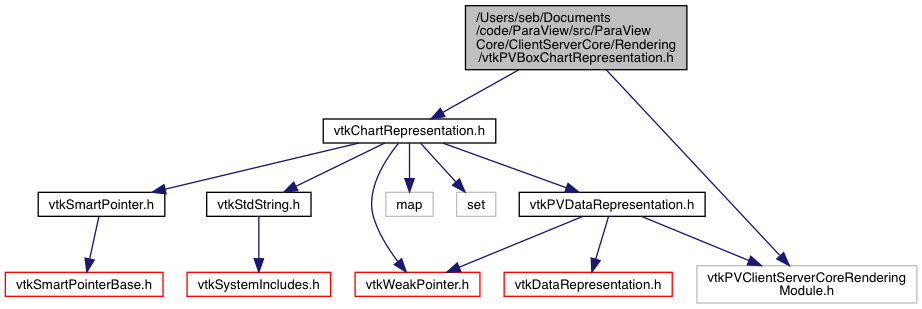 /Users/seb/Documents
/code/ParaView/src/ParaView
Core/ClientServerCore/Rendering
/vtkPVBoxChartRepresentation.h
vtkChartRepresentation.h
vtkSmartPointer.h
vtkStdString.h
map
set
vtkPVDataRepresentation.h
vtkSmartPointerBase.h
vtkSystemIncludes.h
vtkWeakPointer.h
vtkDataRepresentation.h
vtkPVClientServerCoreRendering
Module.h